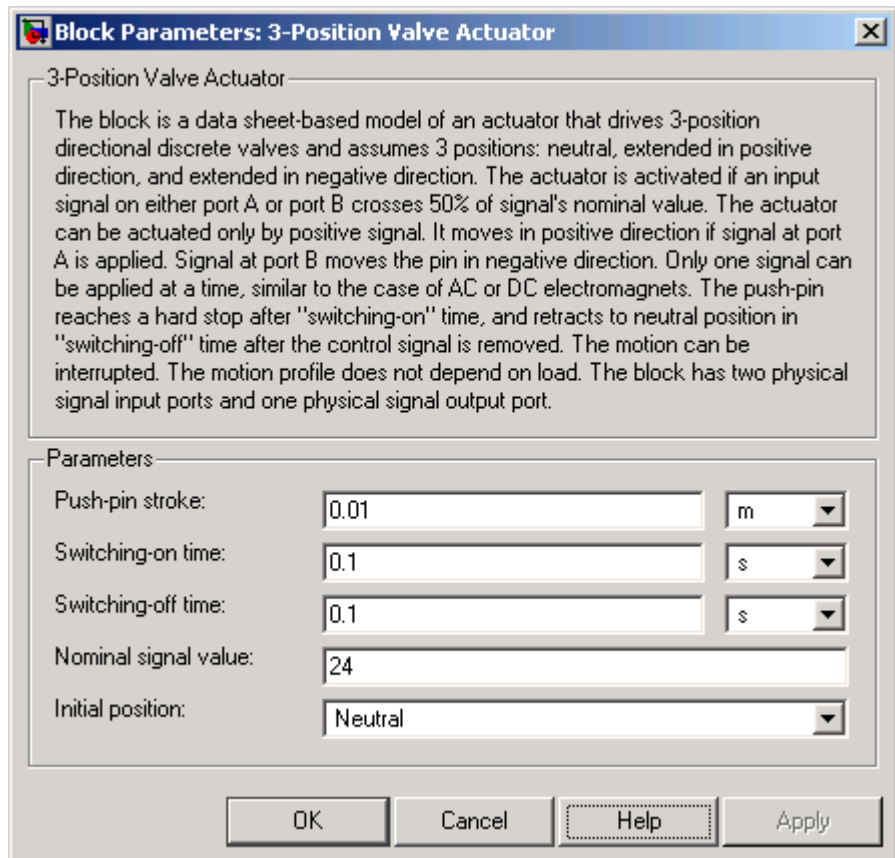 Block Parameters: 3-Position Valve Actuator
3-Position Valve Actuator
The block is a data sheet-based model of an actuator that drives 3-position
directional discrete valves and assumes 3 positions: neutral, extended in positive
direction, and extended in negative direction. The actuator is activated if an input
signal on either port A or port B crosses 50% of signal's nominal value. The actuator
can be actuated only by positive signal. It moves in positive direction if signal at port
A is applied. Signal at port B moves the pin in negative direction. Only one signal can
be applied at a time, similar to the case of AC or DC electromagnets. The push-pin
reaches a hard stop after "switching-on" time, and retracts to neutral position in
"switching-off" time after the control signal is removed. The motion can be
interrupted. The motion profile does not depend on load. The block has two physical
signal input ports and one physical signal output port.
Parameters
Push-pin stroke: 0.01 m
Switching-on time: 0.1 s
Switching-off time: 0.1 s
Nominal signal value: 24
Initial position: Neutral
OK Cancel Help Apply